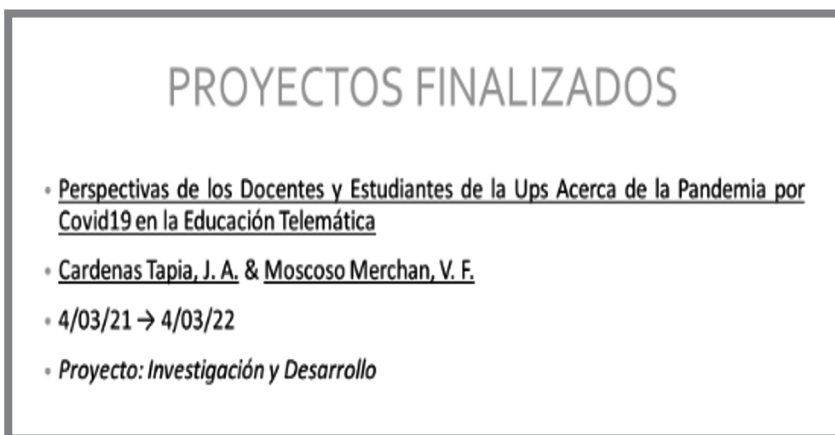 PROYECTOS FINALIZADOS
• Perspectivas de los Docentes y Estudiantes de la Ups Acerca de la Pandemia por
Covid19 en la Educación Telemática
• Cardenas Tapia, J. A. & Moscoso Merchan, V. F.
• 4/03/21 → 4/03/22
• Proyecto: Investigación y Desarrollo